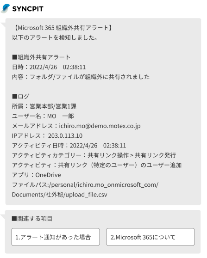 SYNCPIT
【Microsoft 365 組織外共有アラート】
以下のアラートを検知しました。
■組織外共有アラート
日時：2022/4/26　02:38:11
内容：フォルダ/ファイルが組織外に共有されました
■ログ
所属：営業本部/営業1課
ユーザー名：MO　一郎
メールアドレス：ichiro.mo@demo.motex.co.jp
IPアドレス： 203.0.113.10
アクティビティ日時：2022/4/26　02:38:11
アクティビティカテゴリー：共有リンク操作＞共有リンク発行
アクティビティ：共有リンク（特定のユーザー）のユーザー追加
アプリ：OneDrive
ファイルパス:/personal/ichiro.mo_onmicrosoft_com/
Documents/社外秘/upload_file.csv
■関連する項目
1.アラート通知があった場合
2.Microsoft 365について